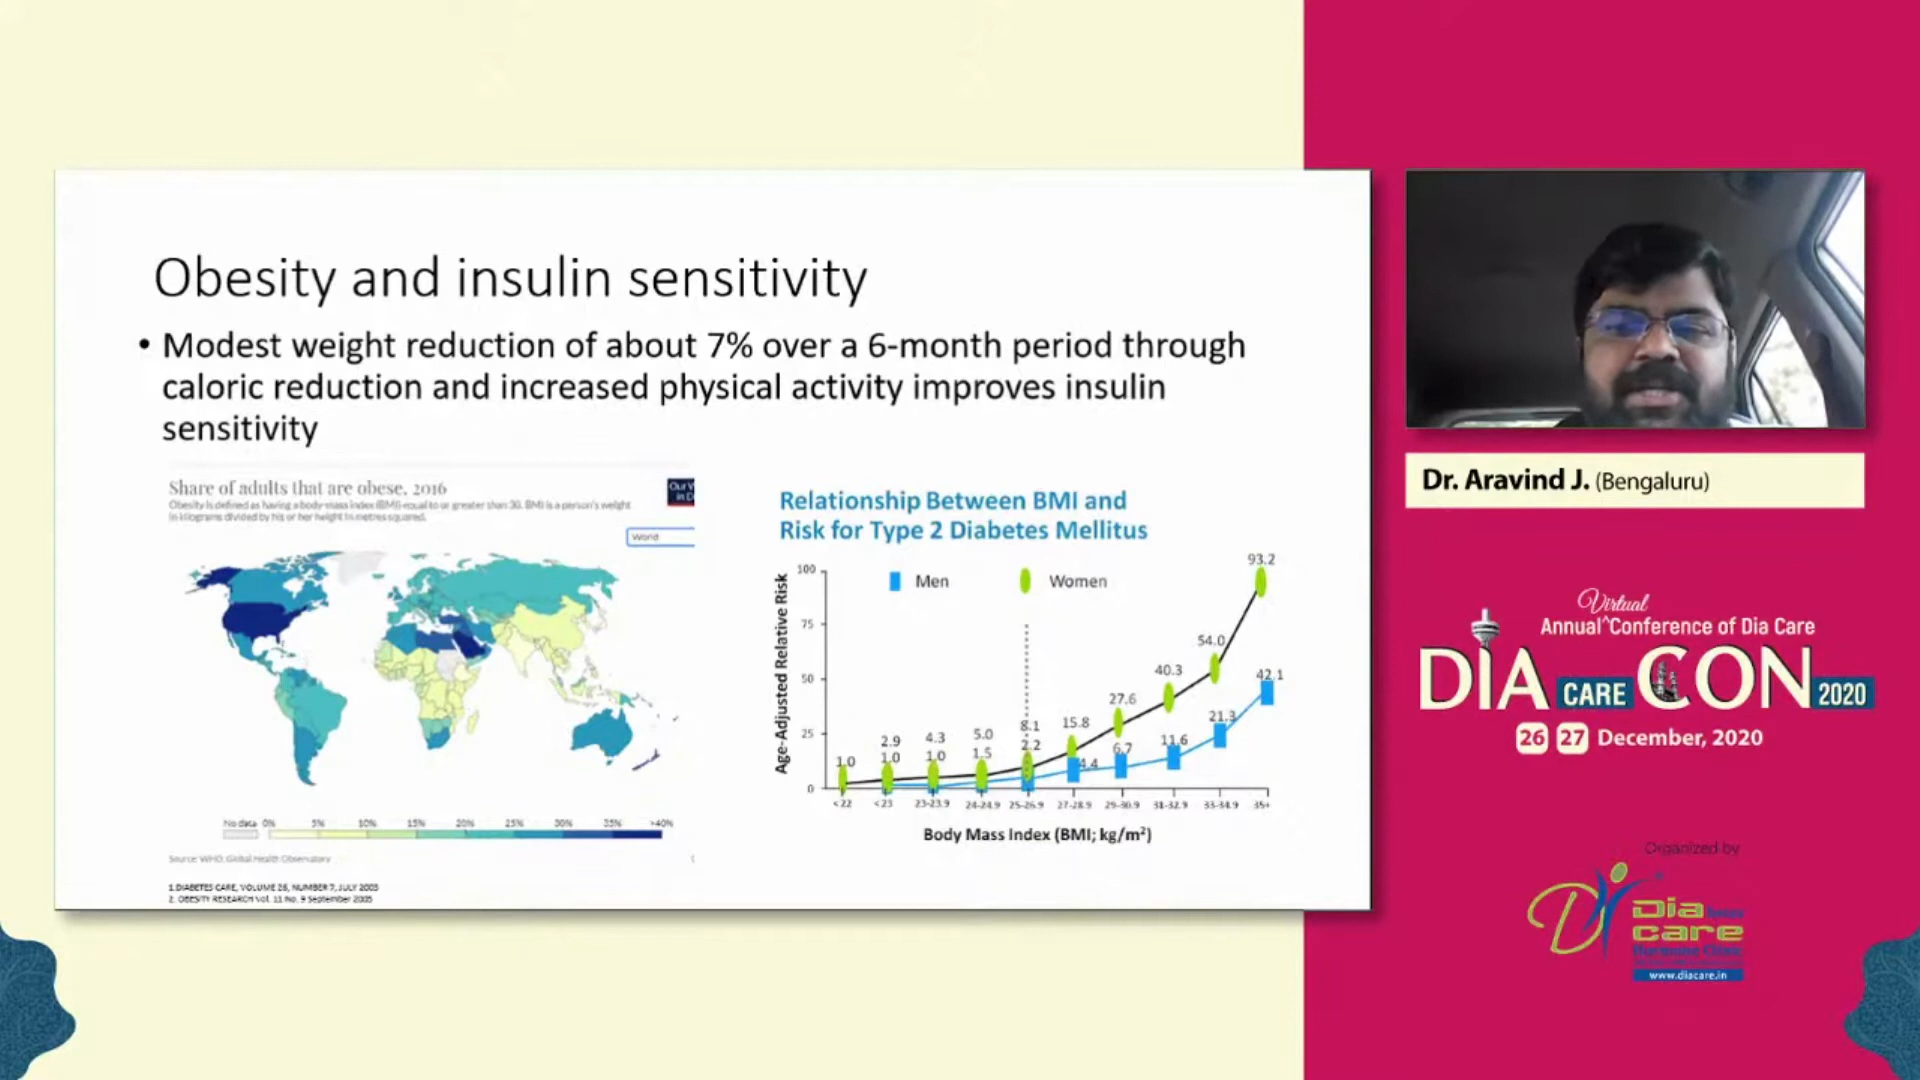 Obesity and insulin sensitivity
• Modest weight reduction of about 7% over a 6-month period through
caloric reduction and increased physical activity improves insulin
sensitivity
Share of adults that are obese, 2016
Obesity is defined as having a body-mass index (BMI) equal to or greater than 30. BMI is a person's weight
in kilograms divided by his or her height in metres squared.
World
No data 0% 5% 10% 15% 20% 25% 30% 35% >40%
Source: WHO, Global Health Observatory
1.DIABETES CARE, VOLUME 26, NUMBER 7, JULY 2003
2. OBESITY RESEARCH Vol. 11 No. 9 September 2003
Relationship Between BMI and
Risk for Type 2 Diabetes Mellitus
Men Women
Age-Adjusted Relative Risk
100
75
50
25
0
1.0 2.9 4.3 5.0 8.1 15.8 27.6 40.3 54.0 93.2
1.0 1.0 1.5 2.2 4.4 6.7 11.6 21.3 42.1
<22 <23 23-23.9 24-24.9 25-26.9 27-28.9 29-30.9 31-32.9 33-34.9 35+
Body Mass Index (BMI; kg/m²)
Dr. Aravind J. (Bengaluru)
Virtual
Annual ^Conference of Dia Care
DIA CARE CON 2020
26 27 December, 2020
Organized by
Dia
care
www.diacare.in